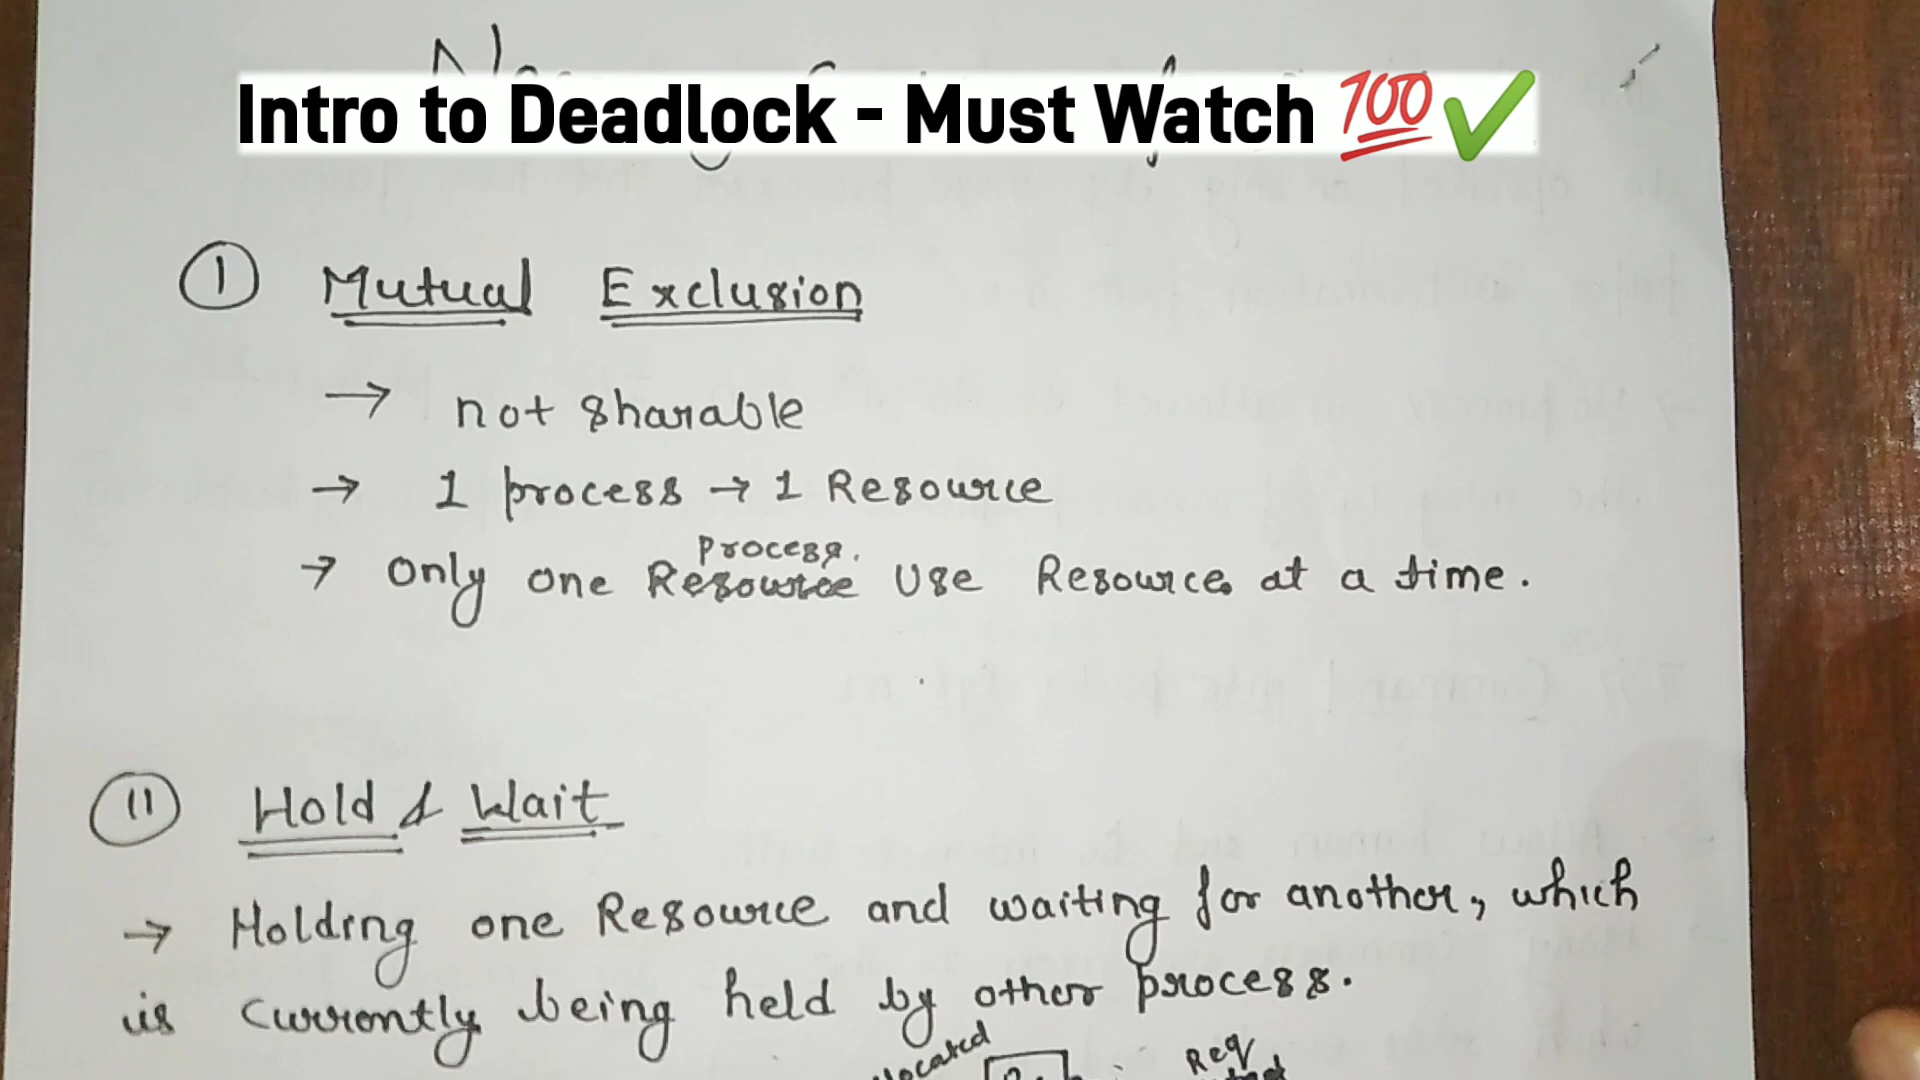 Intro to Deadlock - Must Watch 💯✔
I Mutual Exclusion
→ not sharable
→ 1 process → 1 Resource
process.
→ Only one Resource Use Resource at a time.
II Hold & Wait
→ Holding one Resource and waiting for another, which
is currently being held by other process.
Req